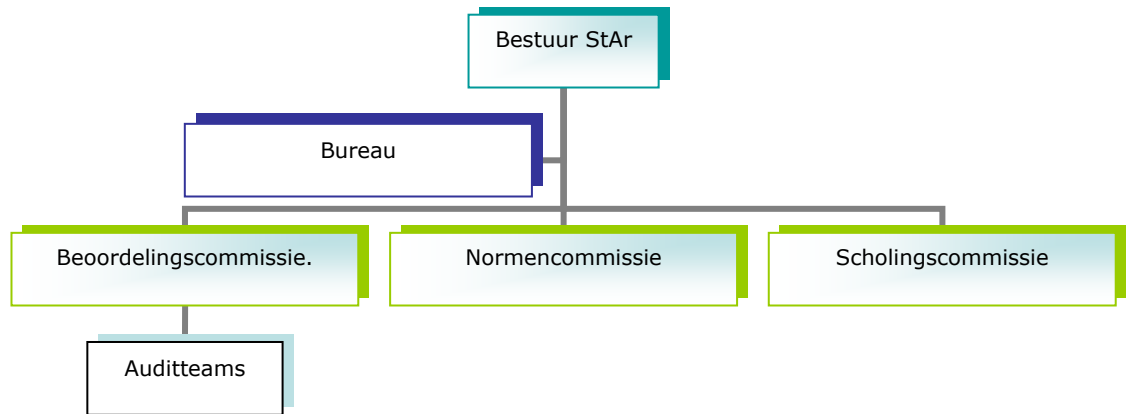 Bestuur StAr
Bureau
Beoordelingscommissie.
Normencommissie
Scholingscommissie
Auditteams